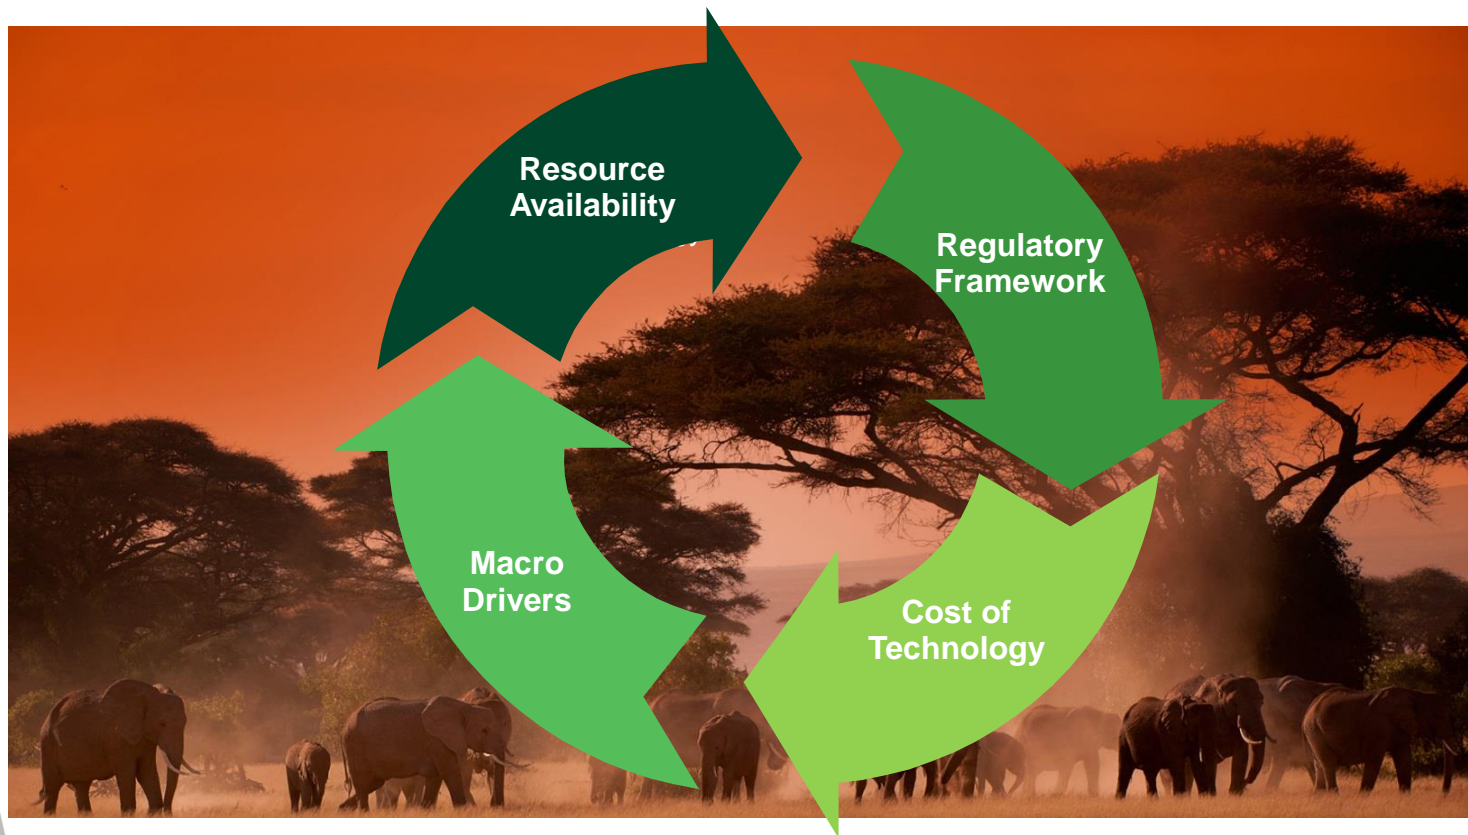 Resource
Availability
Regulatory
Framework
Cost of
Technology
Macro
Drivers